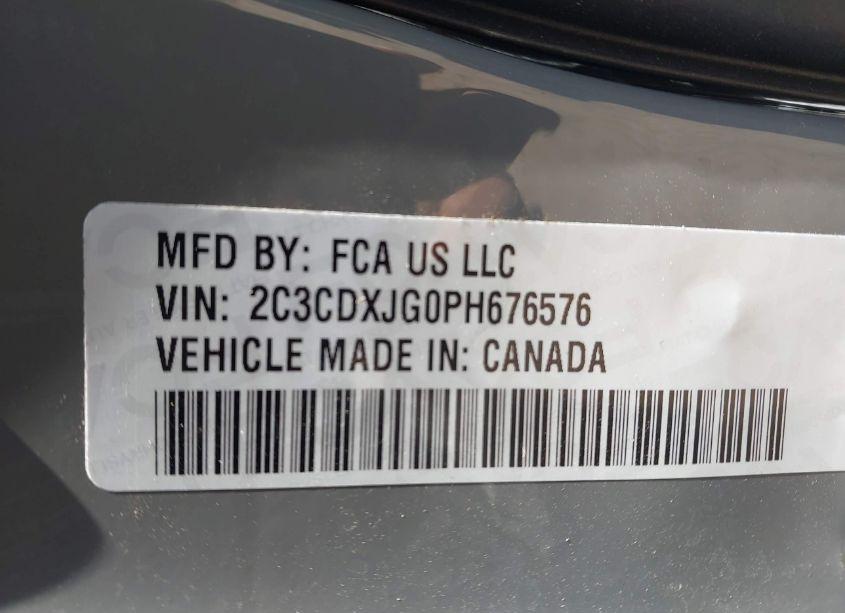 MFD BY: FCA US LLC
VIN: 2C3CDXJG0PH676576
VEHICLE MADE IN: CANADA